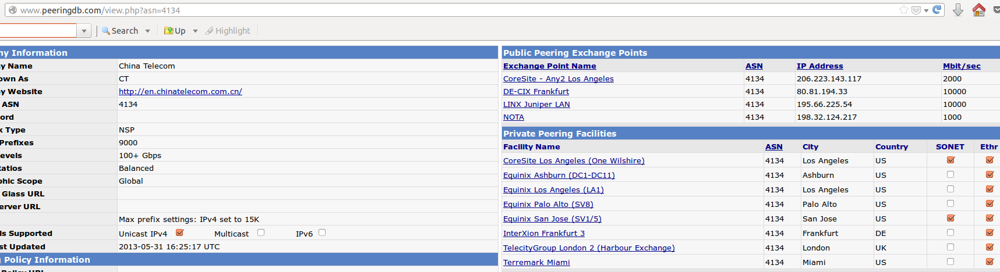 www.peeringdb.com/view.php?asn=4134
Search Up Highlight
ny Information
ny Name China Telecom
own As CT
ny Website http://en.chinatelecom.com.cn/
ASN 4134
ord
k Type NSP
Prefixes 9000
evels 100+ Gbps
Ratios Balanced
phic Scope Global
Glass URL
erver URL
Max prefix settings: IPv4 set to 15K
ls Supported Unicast IPv4 Multicast IPv6
st Updated 2013-05-31 16:25:17 UTC
g Policy Information
Policy URL
Public Peering Exchange Points
Exchange Point Name ASN IP Address Mbit/sec
CoreSite - Any2 Los Angeles 4134 206.223.143.117 2000
DE-CIX Frankfurt 4134 80.81.194.33 10000
LINX Juniper LAN 4134 195.66.225.54 10000
NOTA 4134 198.32.124.217 1000
Private Peering Facilities
Facility Name ASN City Country SONET Ethr
CoreSite Los Angeles (One Wilshire) 4134 Los Angeles US
Equinix Ashburn (DC1-DC11) 4134 Ashburn US
Equinix Los Angeles (LA1) 4134 Los Angeles US
Equinix Palo Alto (SV8) 4134 Palo Alto US
Equinix San Jose (SV1/5) 4134 San Jose US
InterXion Frankfurt 3 4134 Frankfurt DE
TelecityGroup London 2 (Harbour Exchange) 4134 London UK
Terremark Miami 4134 Miami US